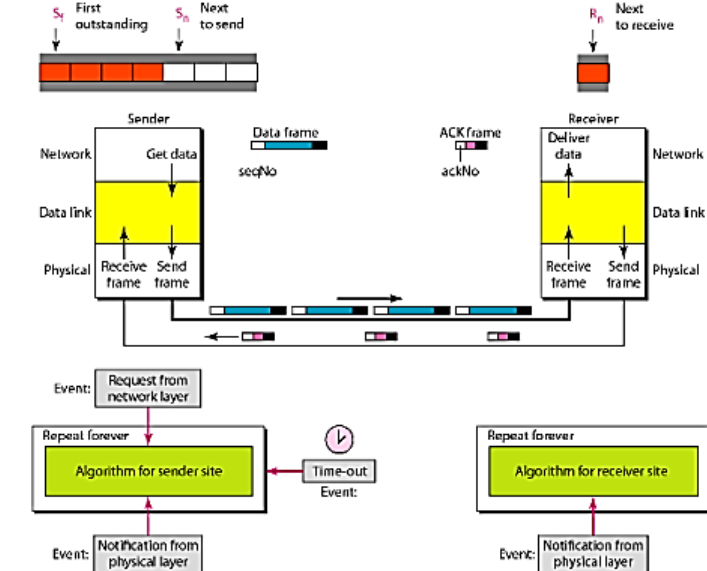 Sf First
outstanding
Sn Next
to send
Rn Next
to receive
Sender
Receiver
Data frame
ACK frame
seqNo
ackNo
Network
Get data
Deliver
data
Network
Data link
Data link
Physical
Receive
frame
Send
frame
Receive
frame
Send
frame
Physical
Event:
Request from
network layer
Repeat forever
Algorithm for sender site
Time-out
Event:
Repeat forever
Algorithm for receiver site
Event:
Notification from
physical layer
Event:
Notification from
physical layer